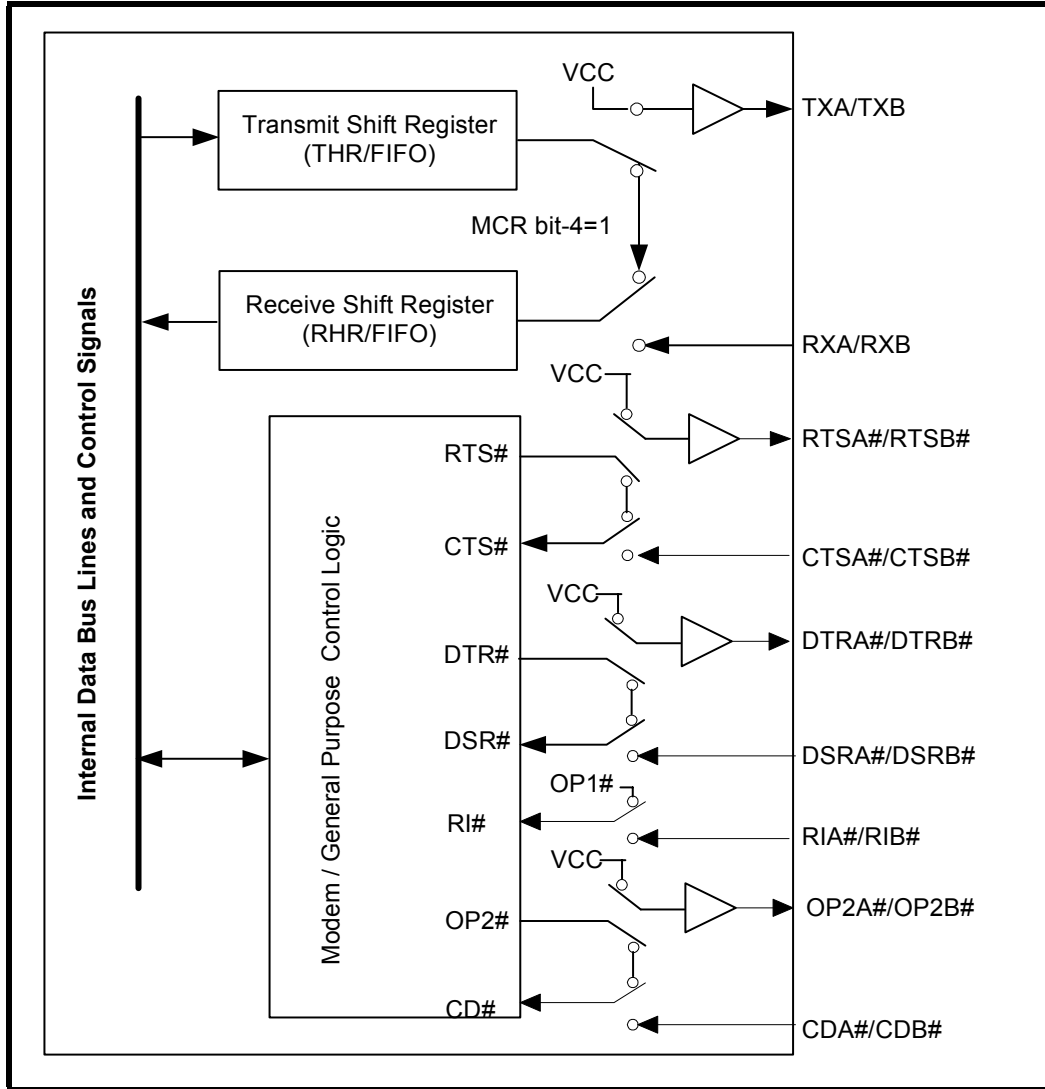 VCC
TXA/TXB
Transmit Shift Register
(THR/FIFO)
MCR bit-4=1
Receive Shift Register
(RHR/FIFO)
RXA/RXB
Internal Data Bus Lines and Control Signals
VCC
RTSA#/RTSB#
RTS#
CTS#
CTSA#/CTSB#
VCC
DTRA#/DTRB#
DTR#
Modem / General Purpose Control Logic
DSR#
DSRA#/DSRB#
OP1#
RI#
RIA#/RIB#
VCC
OP2A#/OP2B#
OP2#
CD#
CDA#/CDB#